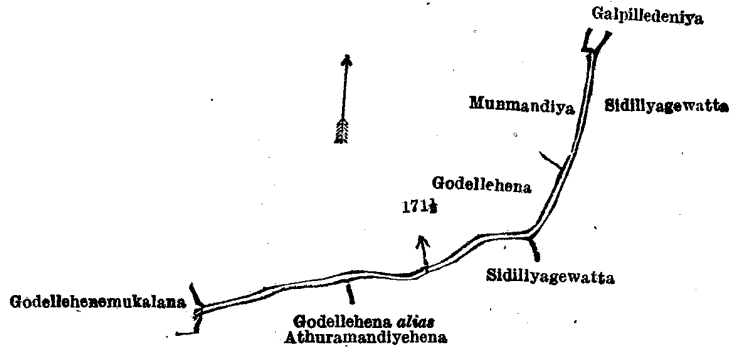 Galpilledeniya
Munmandiya
Sidiliyagewatta
Godellehena
171½
Sidiliyagewatta
Godellehenemukalana
Godellehena alias
Athuramandiyehena